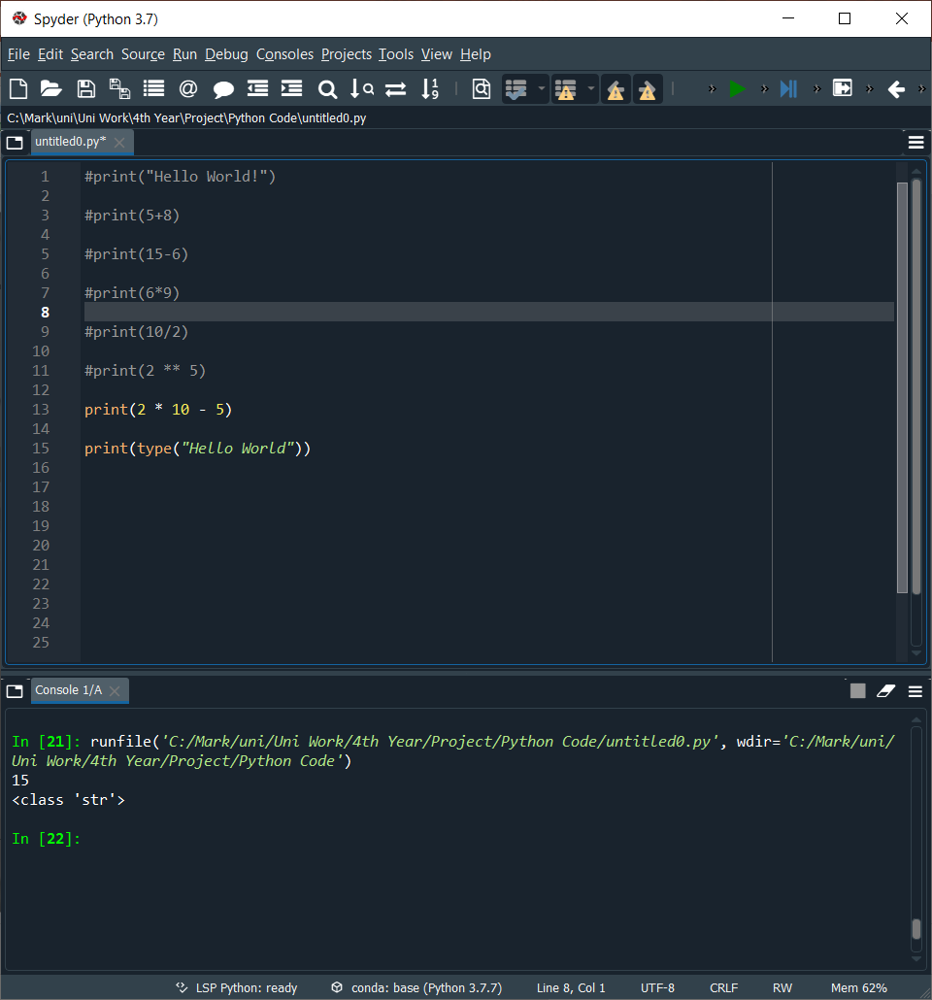 Spyder (Python 3.7)
File Edit Search Source Run Debug Consoles Projects Tools View Help
C:\Mark\uni\Uni Work\4th Year\Project\Python Code\untitled0.py
untitled0.py*
1 #print("Hello World!")
2
3 #print(5+8)
4
5 #print(15-6)
6
7 #print(6*9)
8
9 #print(10/2)
10
11 #print(2 ** 5)
12
13 print(2 * 10 - 5)
14
15 print(type("Hello World"))
16
17
18
19
20
21
22
23
24
25
Console 1/A
In [21]: runfile('C:/Mark/uni/Uni Work/4th Year/Project/Python Code/untitled0.py', wdir='C:/Mark/uni/
Uni Work/4th Year/Project/Python Code')
15
<class 'str'>
In [22]:
LSP Python: ready conda: base (Python 3.7.7) Line 8, Col 1 UTF-8 CRLF RW Mem 62%